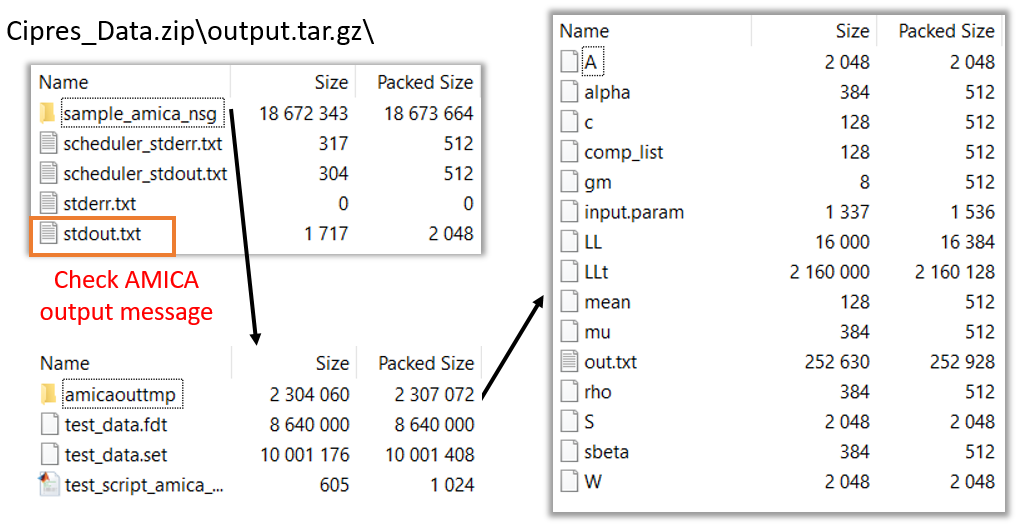 Cipres_Data.zip\output.tar.gz\
Name Size Packed Size
sample_amica_nsg 18 672 343 18 673 664
scheduler_stderr.txt 317 512
scheduler_stdout.txt 304 512
stderr.txt 0 0
stdout.txt 1 717 2 048
Check AMICA
output message
Name Size Packed Size
amicaouttmp 2 304 060 2 307 072
test_data.fdt 8 640 000 8 640 000
test_data.set 10 001 176 10 001 408
test_script_amica_... 605 1 024
Name Size Packed Size
A 2 048 2 048
alpha 384 512
c 128 512
comp_list 128 512
gm 8 512
input.param 1 337 1 536
LL 16 000 16 384
LLt 2 160 000 2 160 128
mean 128 512
mu 384 512
out.txt 252 630 252 928
rho 384 512
S 2 048 2 048
sbeta 384 512
W 2 048 2 048